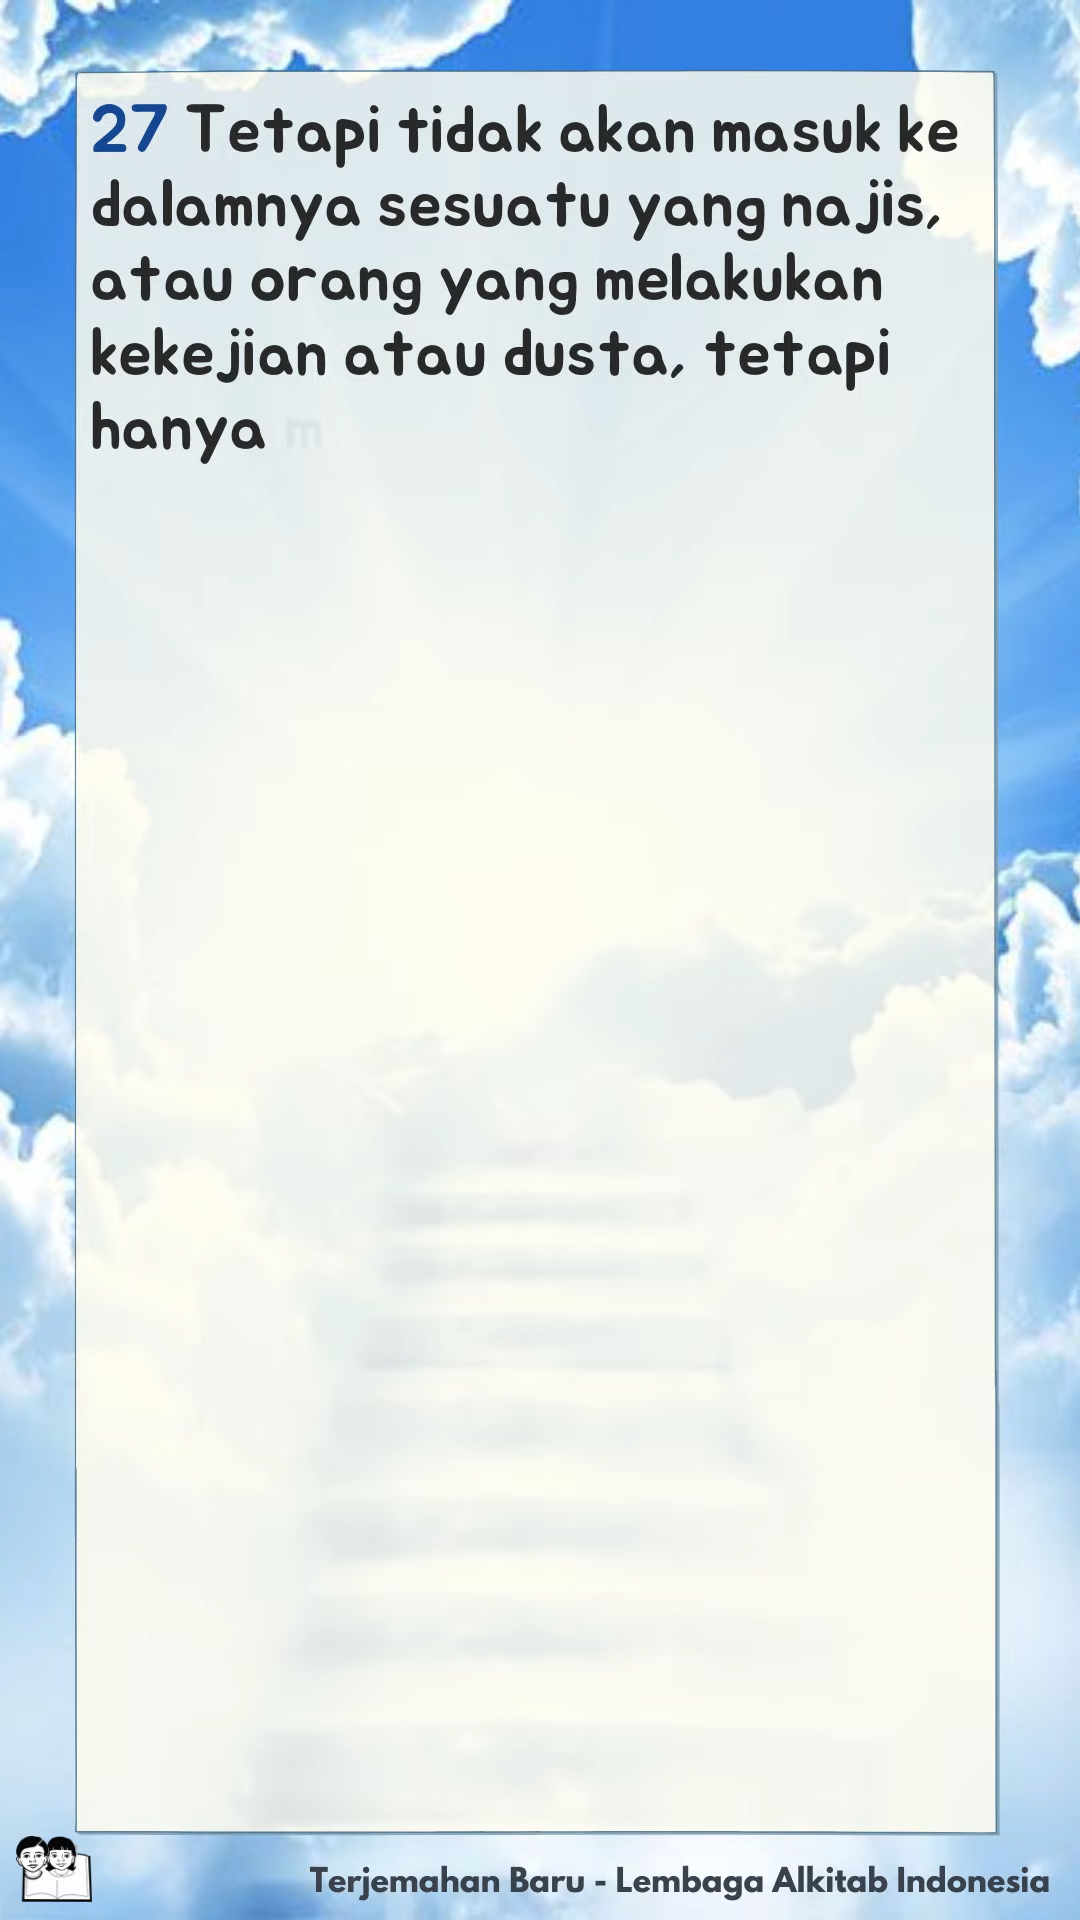 27 Tetapi tidak akan masuk ke
dalamnya sesuatu yang najis,
atau orang yang melakukan
kekejian atau dusta, tetapi
hanya m
Terjemahan Baru - Lembaga Alkitab Indonesia